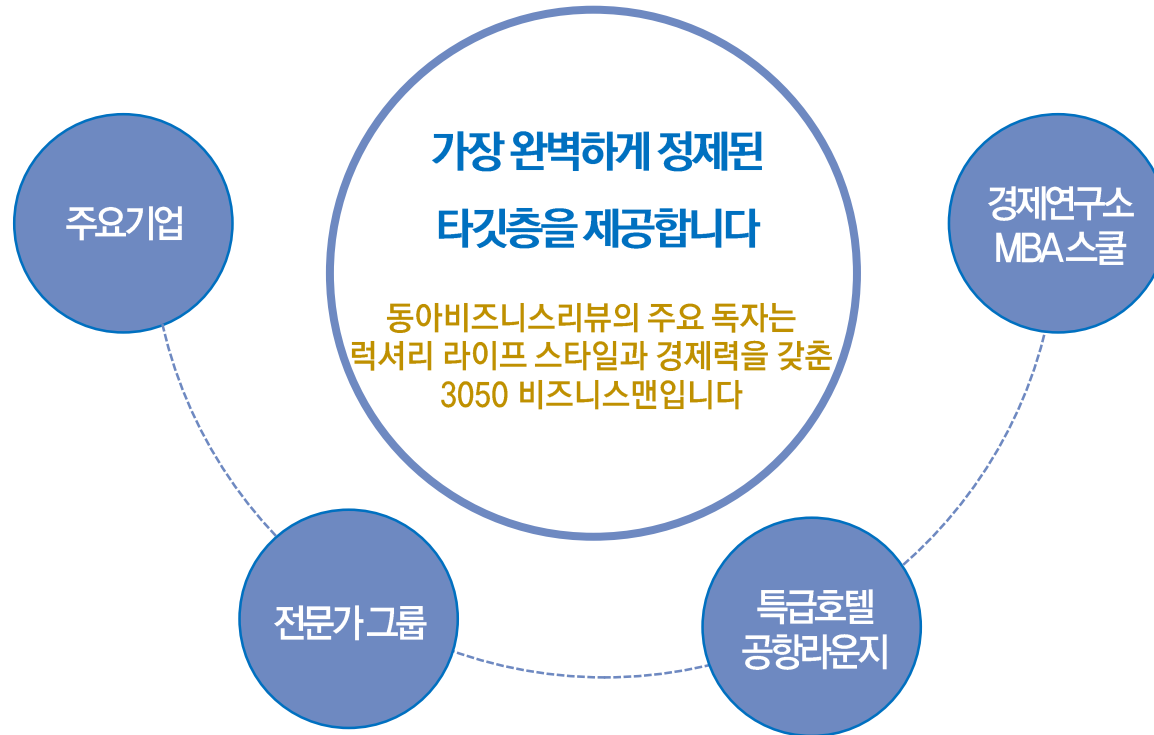 가장 완벽하게 정제된
타깃층을 제공합니다
동아비즈니스리뷰의 주요 독자는
럭셔리 라이프 스타일과 경제력을 갖춘
3050 비즈니스맨입니다
주요기업
전문가 그룹
특급호텔
공항라운지
경제연구소
MBA 스쿨